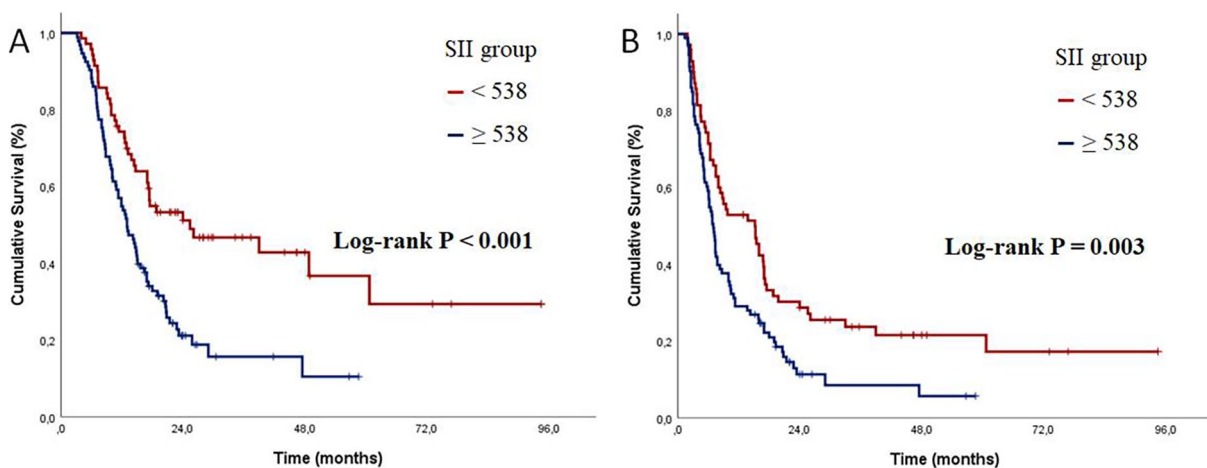 A
SII group
< 538
≥ 538
Log-rank P < 0.001
Cumulative Survival (%)
1,0
0,8
0,6
0,4
0,2
0,0
,0
24,0
48,0
72,0
96,0
Time (months)
B
SII group
< 538
≥ 538
Log-rank P = 0.003
Cumulative Survival (%)
1,0
0,8
0,6
0,4
0,2
0,0
,0
24,0
48,0
72,0
96,0
Time (months)